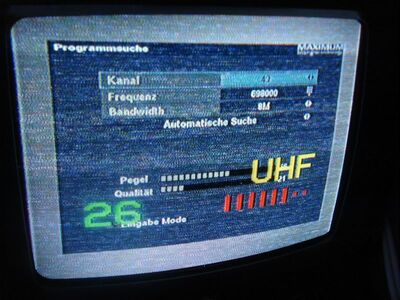 Programmsuche MAXIMUM
Kanal
Frequenz 698000
Bandwidth 8M
Automatische Suche
UHF
Pegel
Qualität
26
Eingabe Mode